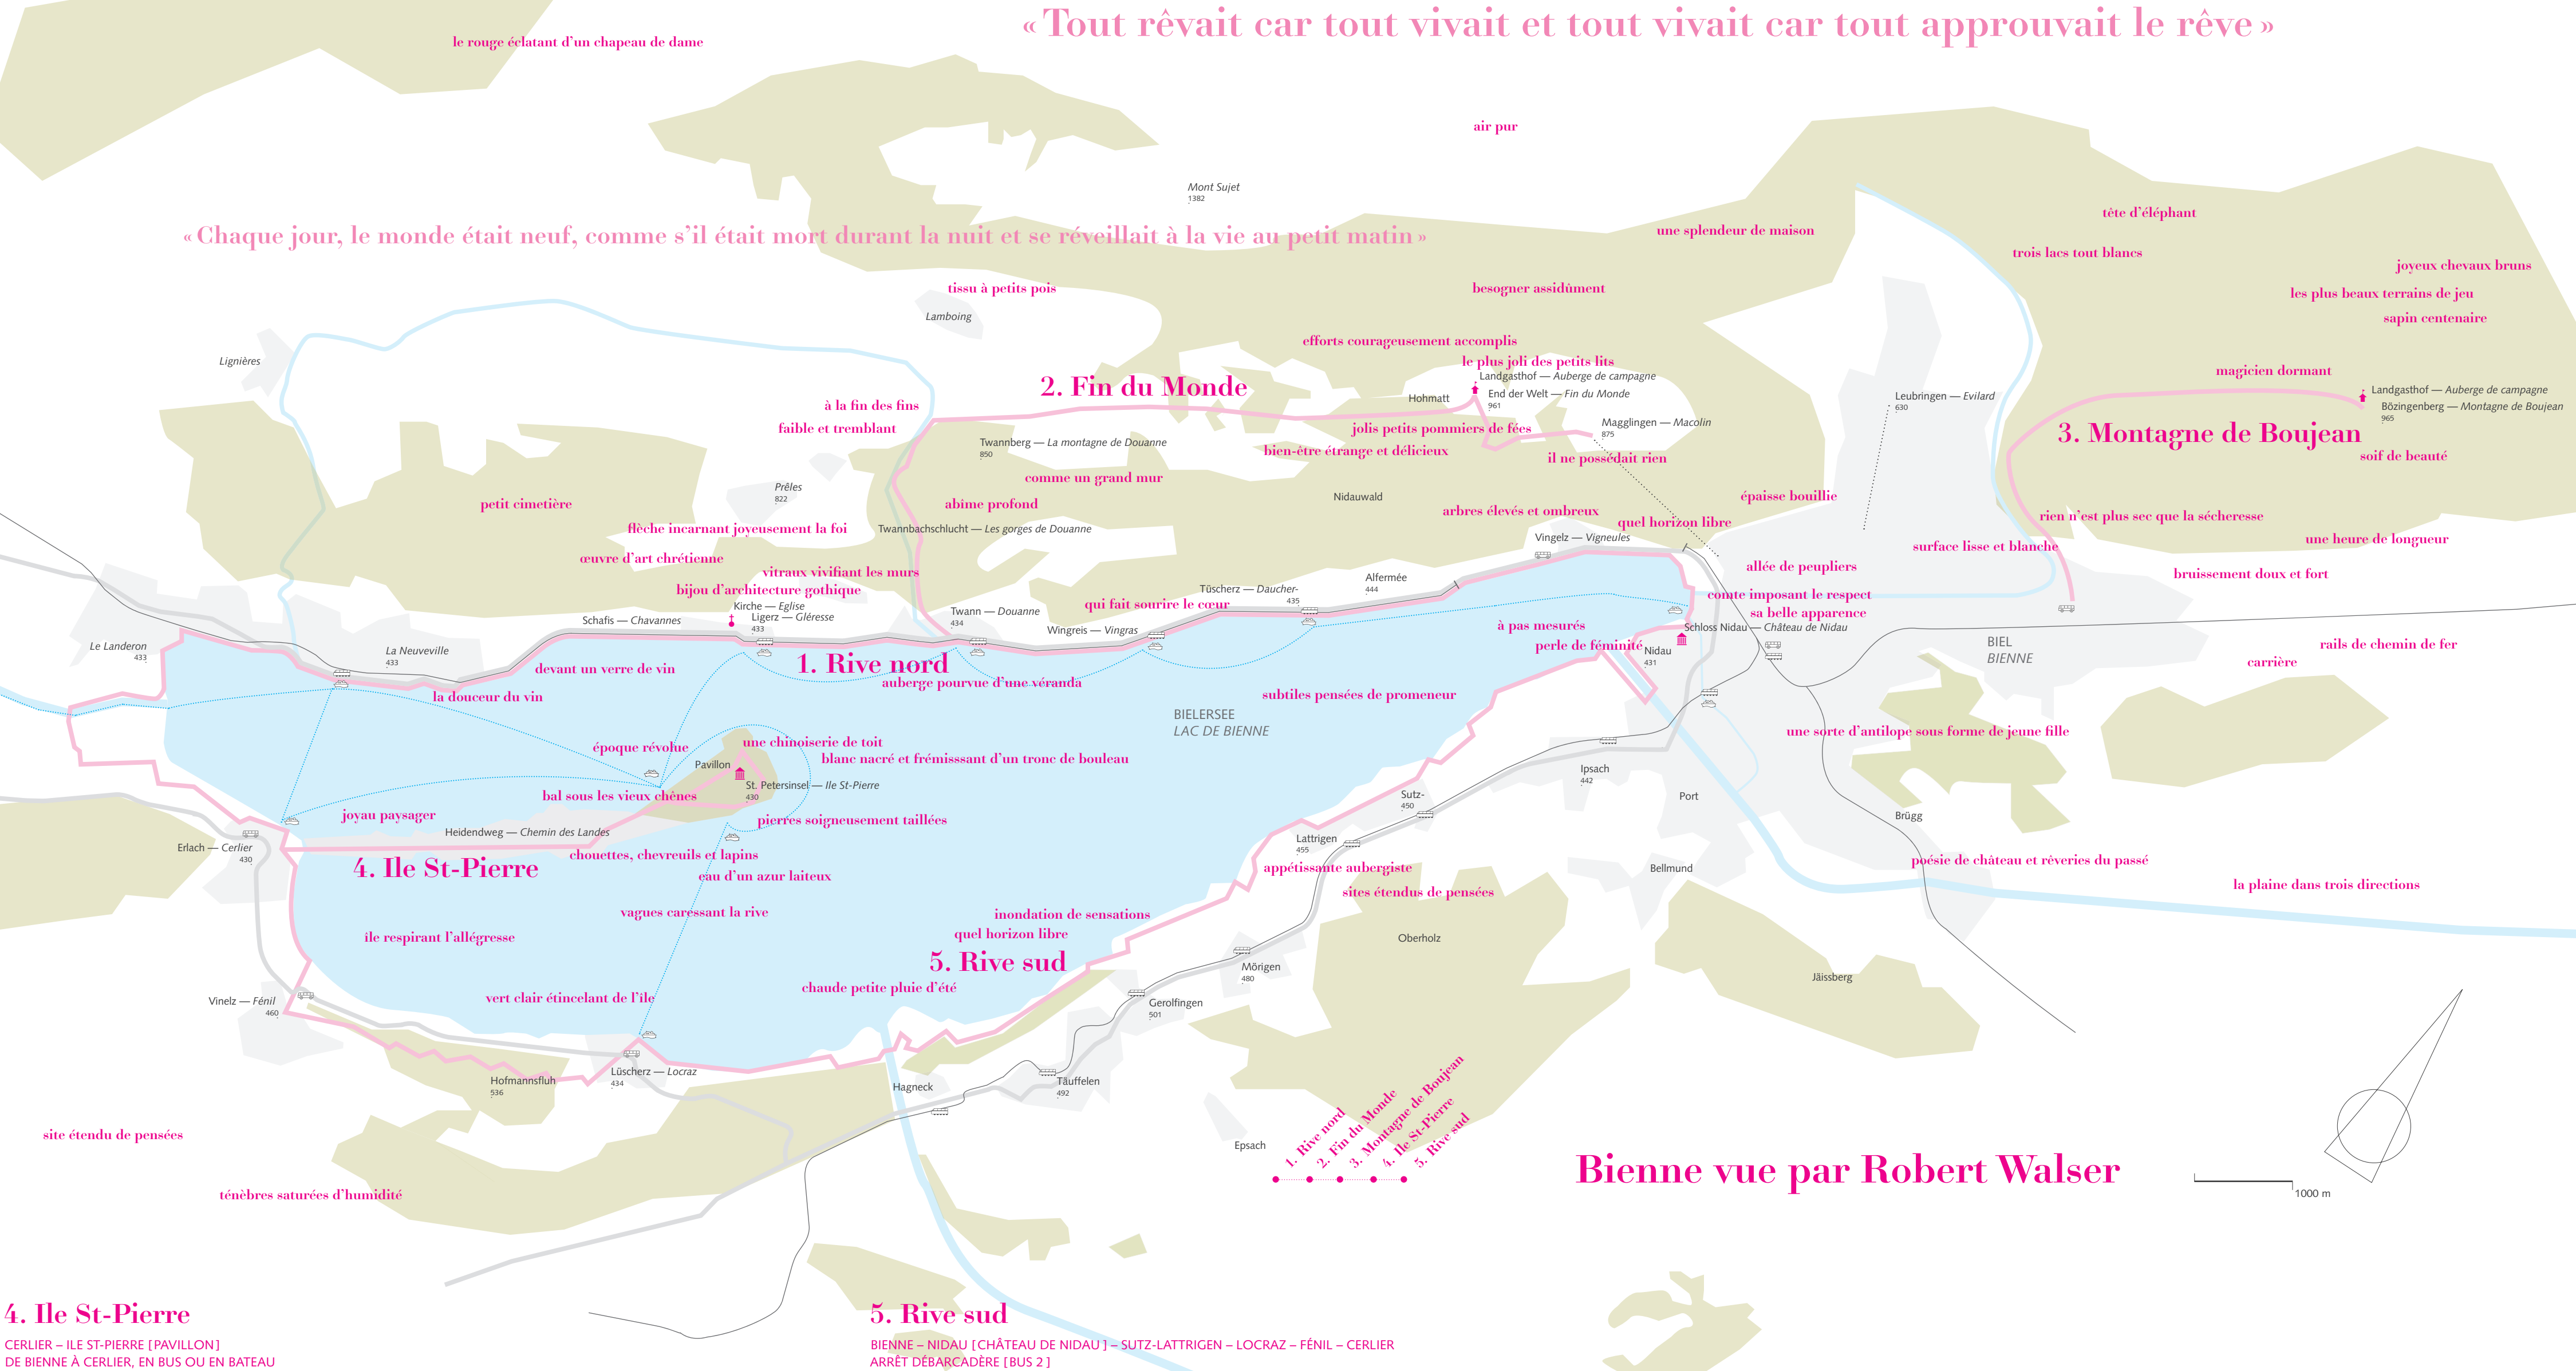 « Tout rêvait car tout vivait et tout vivait car tout approuvait le rêve »
le rouge éclatant d’un chapeau de dame
air pur
Mont Sujet
1382
« Chaque jour, le monde était neuf, comme s’il était mort durant la nuit et se réveillait à la vie au petit matin »
une splendeur de maison
tête d’éléphant
trois lacs tout blancs
joyeux chevaux bruns
les plus beaux terrains de jeu
sapin centenaire
tissu à petits pois
besogner assidûment
Lamboing
Lignières
efforts courageusement accomplis
le plus joli des petits lits
Landgasthof — Auberge de campagne
End der Welt — Fin du Monde
961
Hohmatt
2. Fin du Monde
magicien dormant
Landgasthof — Auberge de campagne
Bözingenberg — Montagne de Boujean
965
Leubringen — Evilard
630
à la fin des fins
faible et tremblant
jolis petits pommiers de fées
Magglingen — Macolin
875
3. Montagne de Boujean
Twannberg — La montagne de Douanne
850
bien-être étrange et délicieux
il ne possédait rien
soif de beauté
comme un grand mur
Prêles
822
Nidauwald
épaisse bouillie
petit cimetière
abîme profond
arbres élevés et ombreux
quel horizon libre
rien n’est plus sec que la sécheresse
flèche incarnant joyeusement la foi
Twannbachschlucht — Les gorges de Douanne
Vingelz — Vigneules
une heure de longueur
surface lisse et blanche
œuvre d’art chrétienne
vitraux vivifiant les murs
allée de peupliers
bruissement doux et fort
bijou d’architecture gothique
Tüscherz — Daucher-
435
Alfermée
444
comte imposant le respect
sa belle apparence
Kirche — Eglise
Ligerz — Gléresse
433
Schafis — Chavannes
Twann — Douanne
434
qui fait sourire le cœur
Wingreis — Vingras
à pas mesurés
Schloss Nidau — Château de Nidau
perle de féminité
Nidau
431
BIEL
BIENNE
rails de chemin de fer
carrière
Le Landeron
433
La Neuveville
433
devant un verre de vin
1. Rive nord
auberge pourvue d’une véranda
la douceur du vin
subtiles pensées de promeneur
BIELERSEE
LAC DE BIENNE
une sorte d’antilope sous forme de jeune fille
époque révolue
une chinoiserie de toit
blanc nacré et frémisssant d’un tronc de bouleau
Pavillon
St. Petersinsel — Ile St-Pierre
430
Ipsach
442
bal sous les vieux chênes
Sutz-
450
Port
joyau paysager
pierres soigneusement taillées
Brügg
Heidendweg — Chemin des Landes
Lattrigen
455
Erlach — Cerlier
430
4. Ile St-Pierre
chouettes, chevreuils et lapins
appétissante aubergiste
Bellmund
poésie de château et rêveries du passé
eau d’un azur laiteux
sites étendus de pensées
la plaine dans trois directions
vagues caressant la rive
inondation de sensations
île respirant l’allégresse
quel horizon libre
Oberholz
5. Rive sud
Mörigen
480
Jäissberg
chaude petite pluie d’été
Vinelz — Fénil
460
vert clair étincelant de l’île
Gerolfingen
501
Hofmannsfluh
536
Lüscherz — Locraz
434
Hagneck
Täuffelen
492
site étendu de pensées
Epsach
1. Rive nord
2. Fin du Monde
3. Montagne de Boujean
4. Ile St-Pierre
5. Rive sud
Bienne vue par Robert Walser
1000 m
ténèbres saturées d’humidité
4. Ile St-Pierre
CERLIER – ILE ST-PIERRE [PAVILLON]
DE BIENNE À CERLIER, EN BUS OU EN BATEAU
5. Rive sud
BIENNE – NIDAU [CHÂTEAU DE NIDAU ] – SUTZ-LATTRIGEN – LOCRAZ – FÉNIL – CERLIER
ARRÊT DÉBARCADÈRE [BUS 2 ]